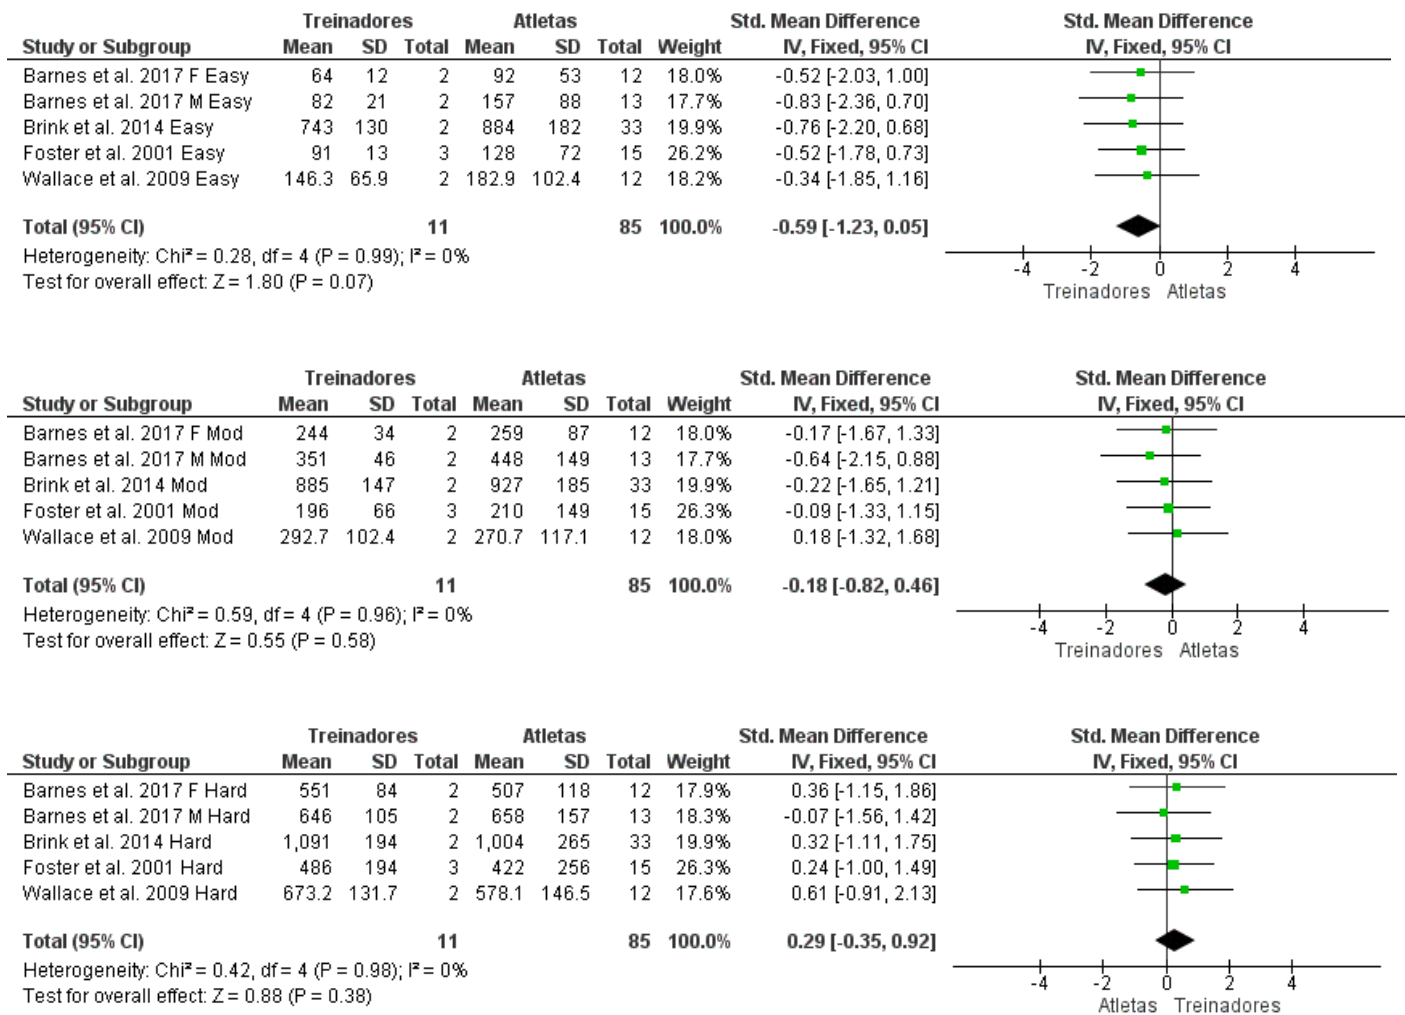 Treinadores Atletas Std. Mean Difference Std. Mean Difference
Study or Subgroup Mean SD Total Mean SD Total Weight IV, Fixed, 95% CI IV, Fixed, 95% CI
Barnes et al. 2017 F Easy 64 12 2 92 53 12 18.0% -0.52 [-2.03, 1.00]
Barnes et al. 2017 M Easy 82 21 2 157 88 13 17.7% -0.83 [-2.36, 0.70]
Brink et al. 2014 Easy 743 130 2 884 182 33 19.9% -0.76 [-2.20, 0.68]
Foster et al. 2001 Easy 91 13 3 128 72 15 26.2% -0.52 [-1.78, 0.73]
Wallace et al. 2009 Easy 146.3 65.9 2 182.9 102.4 12 18.2% -0.34 [-1.85, 1.16]
Total (95% CI) 11 85 100.0% -0.59 [-1.23, 0.05]
Heterogeneity: Chi² = 0.28, df = 4 (P = 0.99); I² = 0%
Test for overall effect: Z = 1.80 (P = 0.07)
-4 -2 0 2 4
Treinadores Atletas
Treinadores Atletas Std. Mean Difference Std. Mean Difference
Study or Subgroup Mean SD Total Mean SD Total Weight IV, Fixed, 95% CI IV, Fixed, 95% CI
Barnes et al. 2017 F Mod 244 34 2 259 87 12 18.0% -0.17 [-1.67, 1.33]
Barnes et al. 2017 M Mod 351 46 2 448 149 13 17.7% -0.64 [-2.15, 0.88]
Brink et al. 2014 Mod 885 147 2 927 185 33 19.9% -0.22 [-1.65, 1.21]
Foster et al. 2001 Mod 196 66 3 210 149 15 26.3% -0.09 [-1.33, 1.15]
Wallace et al. 2009 Mod 292.7 102.4 2 270.7 117.1 12 18.0% 0.18 [-1.32, 1.68]
Total (95% CI) 11 85 100.0% -0.18 [-0.82, 0.46]
Heterogeneity: Chi² = 0.59, df = 4 (P = 0.96); I² = 0%
Test for overall effect: Z = 0.55 (P = 0.58)
-4 -2 0 2 4
Treinadores Atletas
Treinadores Atletas Std. Mean Difference Std. Mean Difference
Study or Subgroup Mean SD Total Mean SD Total Weight IV, Fixed, 95% CI IV, Fixed, 95% CI
Barnes et al. 2017 F Hard 551 84 2 507 118 12 17.9% 0.36 [-1.15, 1.86]
Barnes et al. 2017 M Hard 646 105 2 658 157 13 18.3% -0.07 [-1.56, 1.42]
Brink et al. 2014 Hard 1,091 194 2 1,004 265 33 19.9% 0.32 [-1.11, 1.75]
Foster et al. 2001 Hard 486 194 3 422 256 15 26.3% 0.24 [-1.00, 1.49]
Wallace et al. 2009 Hard 673.2 131.7 2 578.1 146.5 12 17.6% 0.61 [-0.91, 2.13]
Total (95% CI) 11 85 100.0% 0.29 [-0.35, 0.92]
Heterogeneity: Chi² = 0.42, df = 4 (P = 0.98); I² = 0%
Test for overall effect: Z = 0.88 (P = 0.38)
-4 -2 0 2 4
Atletas Treinadores